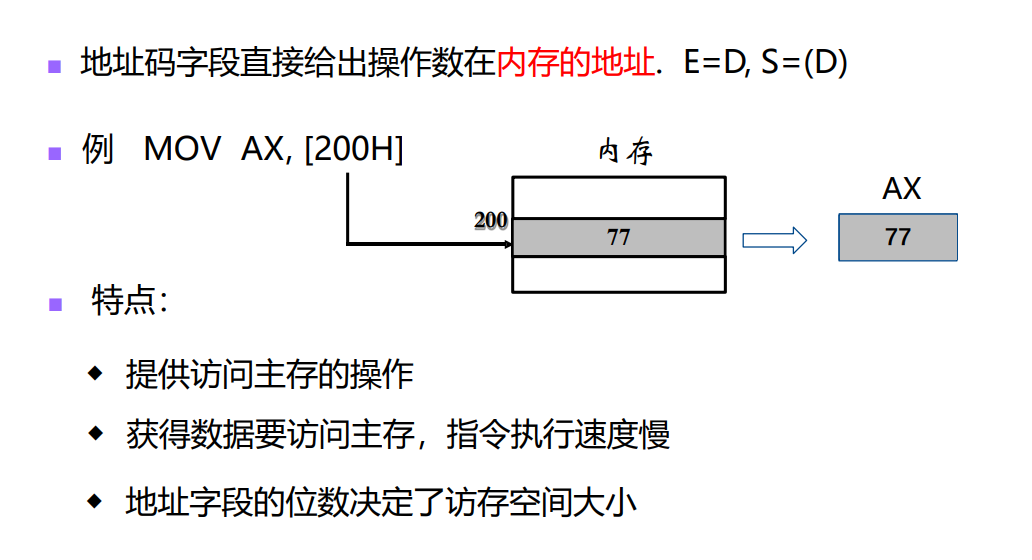 地址码字段直接给出操作数在内存的地址. E=D, S=(D)
例 MOV AX, [200H]
内存
AX
200
77
77
特点：
提供访问主存的操作
获得数据要访问主存，指令执行速度慢
地址字段的位数决定了访存空间大小